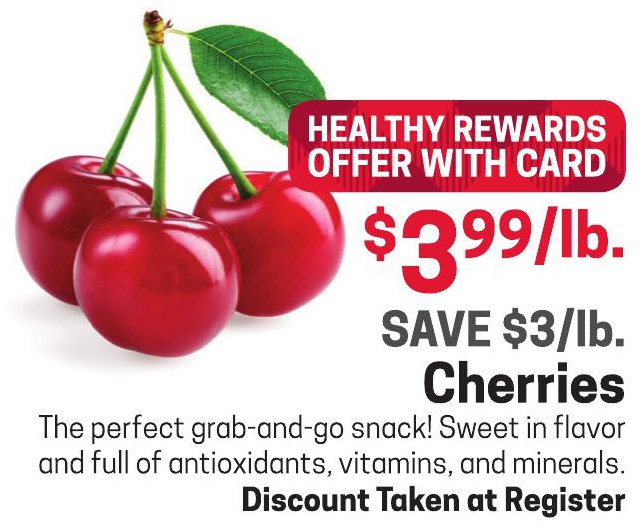 HEALTHY REWARDS
OFFER WITH CARD
$3 99/lb.
SAVE $3/lb.
Cherries
The perfect grab-and-go snack! Sweet in flavor
and full of antioxidants, vitamins, and minerals.
Discount Taken at Register